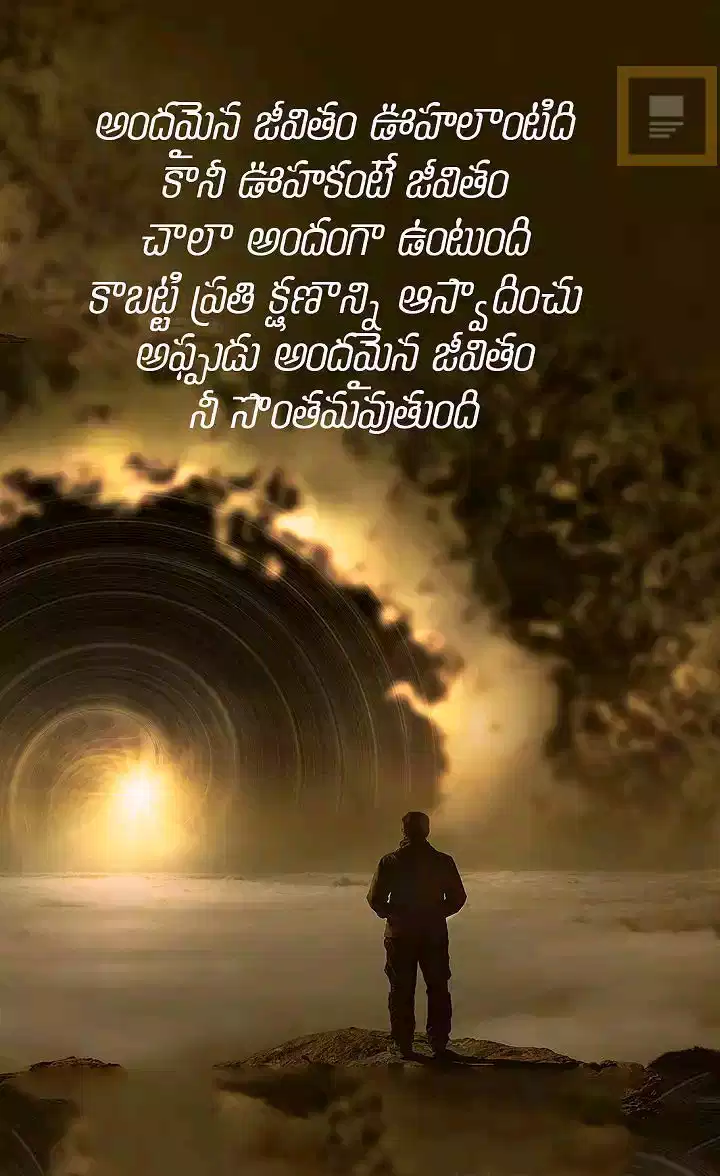 అందమైన జీవితం ఊహలాంటిది
కానీ ఊహకంటే జీవితం
చాలా అందంగా ఉంటుంది
కాబట్టి ప్రతి క్షణాన్ని ఆస్వాదించు
అప్పుడు అందమైన జీవితం
నీ సొంతమవుతుంది